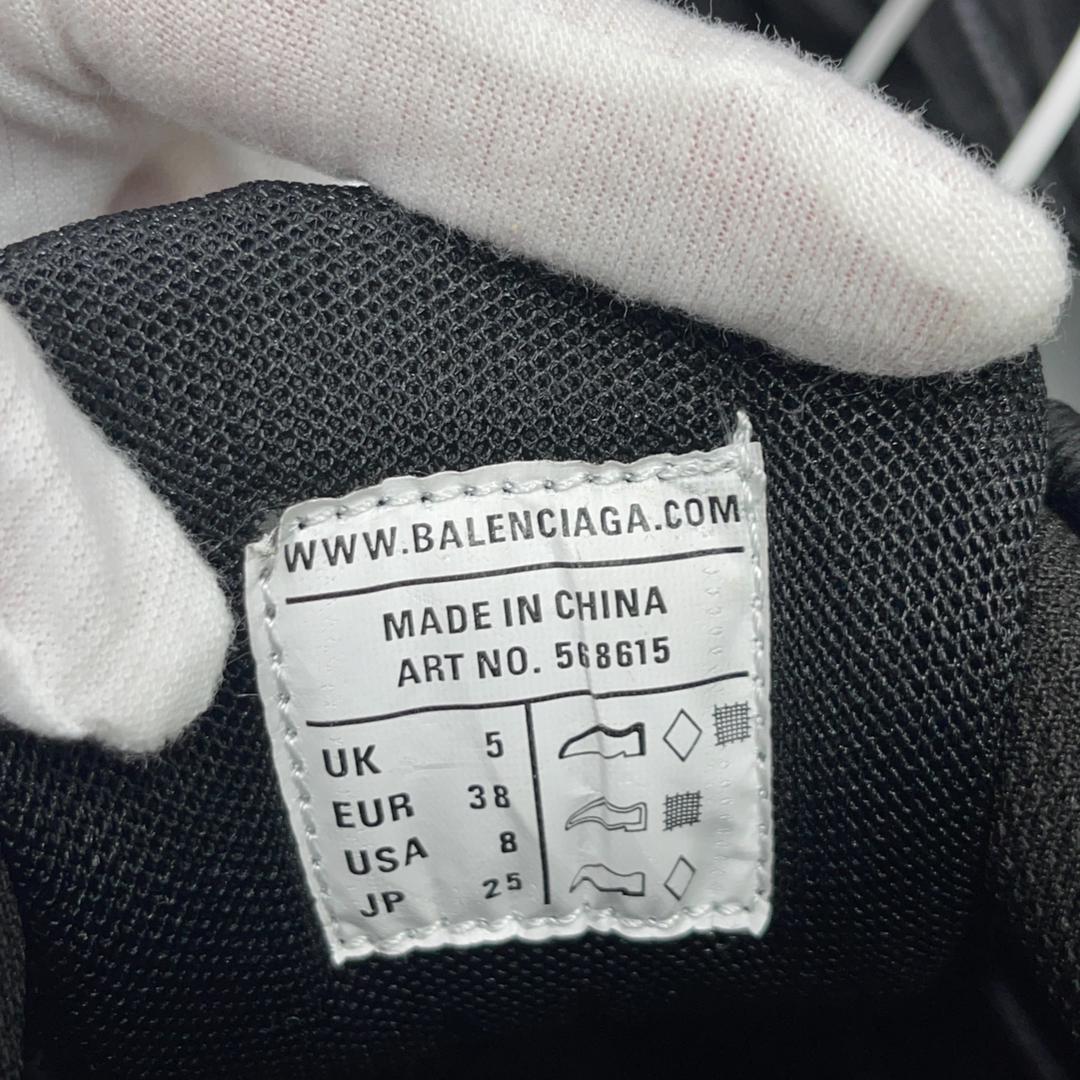 WWW.BALENCIAGA.COM
MADE IN CHINA
ART NO. 568615
UK 5
EUR 38
USA 8
JP 25